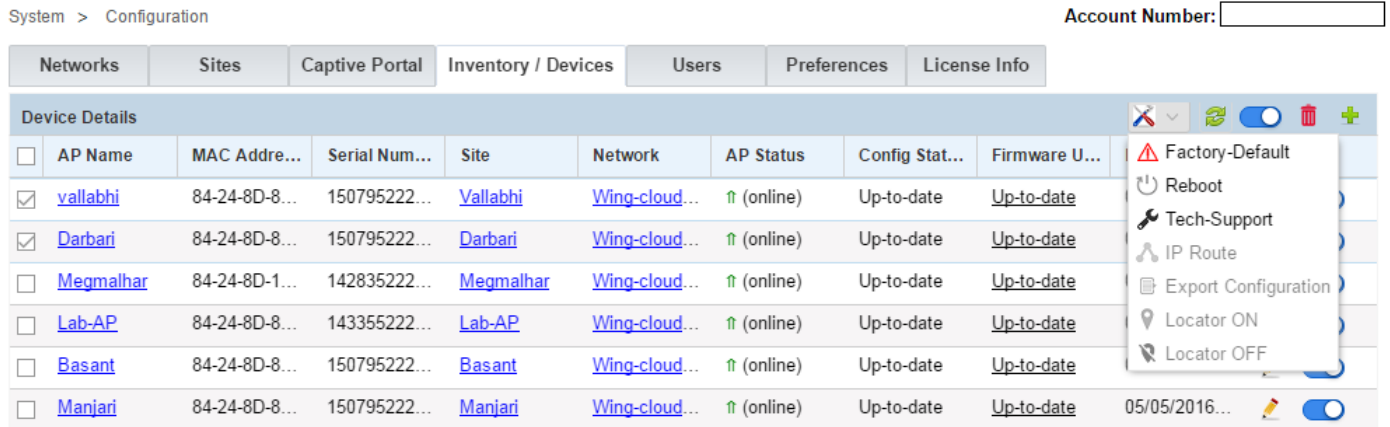 System > Configuration Account Number:
Networks Sites Captive Portal Inventory / Devices Users Preferences License Info
Device Details
AP Name MAC Addre... Serial Num... Site Network AP Status Config Stat... Firmware U...
Factory-Default
vallabhi 84-24-8D-8... 150795222... Vallabhi Wing-cloud... ⇑ (online) Up-to-date Up-to-date
Reboot
Tech-Support
Darbari 84-24-8D-8... 150795222... Darbari Wing-cloud... ⇑ (online) Up-to-date Up-to-date
IP Route
Megmalhar 84-24-8D-1... 142835222... Megmalhar Wing-cloud... ⇑ (online) Up-to-date Up-to-date
Export Configuration
Lab-AP 84-24-8D-8... 143355222... Lab-AP Wing-cloud... ⇑ (online) Up-to-date Up-to-date
Locator ON
Locator OFF
Basant 84-24-8D-8... 150795222... Basant Wing-cloud... ⇑ (online) Up-to-date Up-to-date
Manjari 84-24-8D-8... 150795222... Manjari Wing-cloud... ⇑ (online) Up-to-date Up-to-date 05/05/2016...